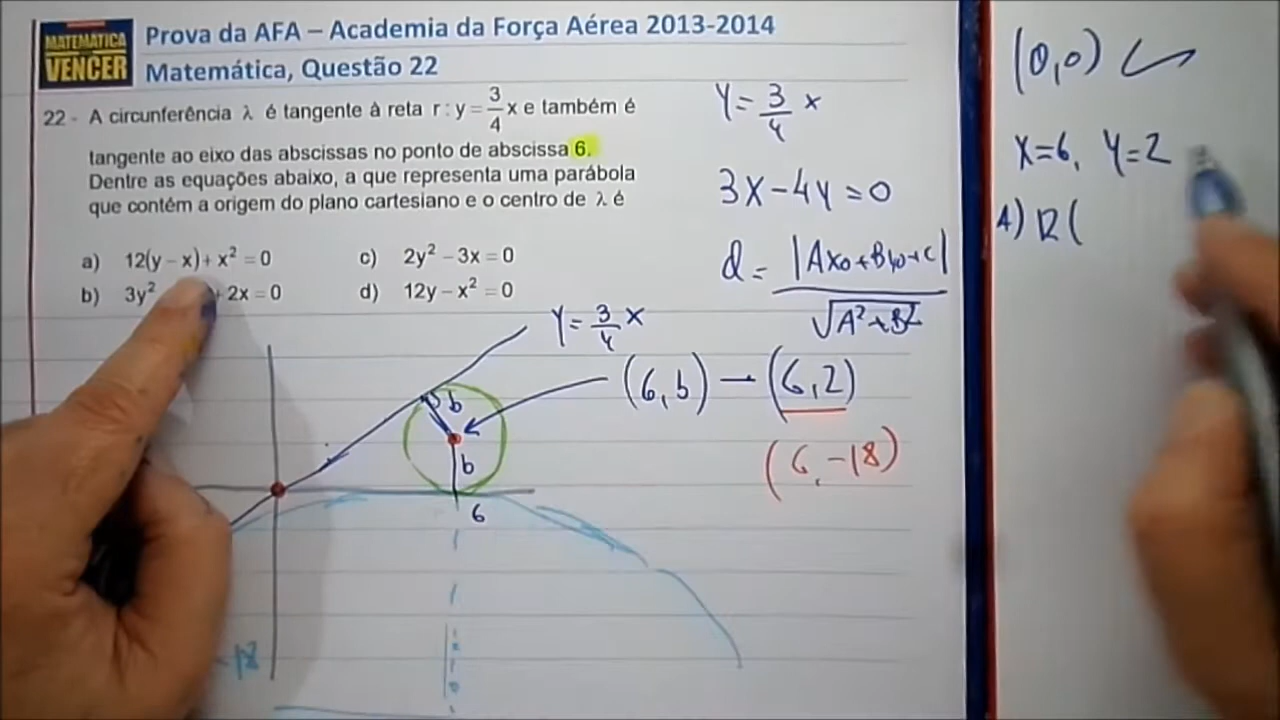 MATEMÁTICA
VENCER
Prova da AFA – Academia da Força Aérea 2013-2014
Matemática, Questão 22
22 - A circunferência λ é tangente à reta r : y = 3/4 x e também é
tangente ao eixo das abscissas no ponto de abscissa 6.
Dentre as equações abaixo, a que representa uma parábola
que contém a origem do plano cartesiano e o centro de λ é
a) 12(y – x) + x² = 0
c) 2y² – 3x = 0
b) 3y² + 2x = 0
d) 12y – x² = 0
Y = 3/4 x
3X - 4Y = 0
d = |Ax0 + By0 + C| / √A² + B²
Y = 3/4 x
(6, b) — (6, 2)
(6, -18)
b
b
6
-18
(0,0)
X=6, Y=2
A) 12(